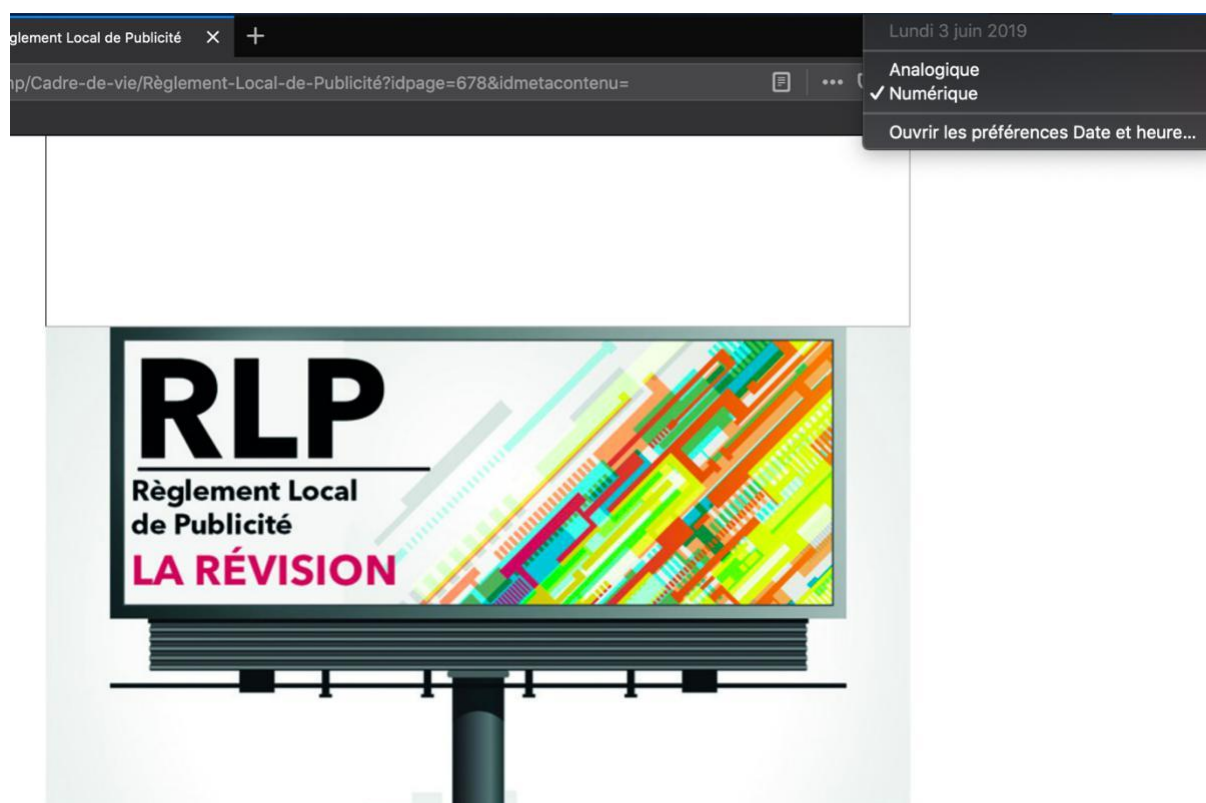 glement Local de Publicité
Lundi 3 juin 2019
np/Cadre-de-vie/Règlement-Local-de-Publicité?idpage=678&idmetacontenu=
Analogique
✓ Numérique
Ouvrir les préférences Date et heure...
RLP
Règlement Local
de Publicité
LA RÉVISION